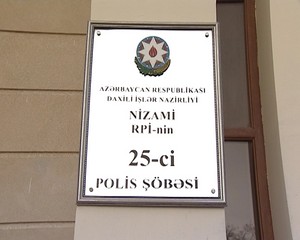 AZƏRBAYCAN RESPUBLİKASI
DAXİLİ İŞLƏR NAZİRLİYİ
NİZAMİ
RPİ-nin
25-ci
POLİS ŞÖBƏSİ